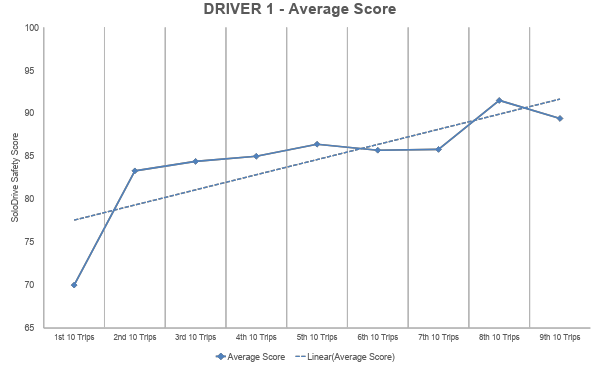 DRIVER 1 - Average Score
100
95
90
85
80
75
70
65
SoloDrive Safety Score
1st 10 Trips 2nd 10 Trips 3rd 10 Trips 4th 10 Trips 5th 10 Trips 6th 10 Trips 7th 10 Trips 8th 10 Trips 9th 10 Trips
Average Score Linear(Average Score)